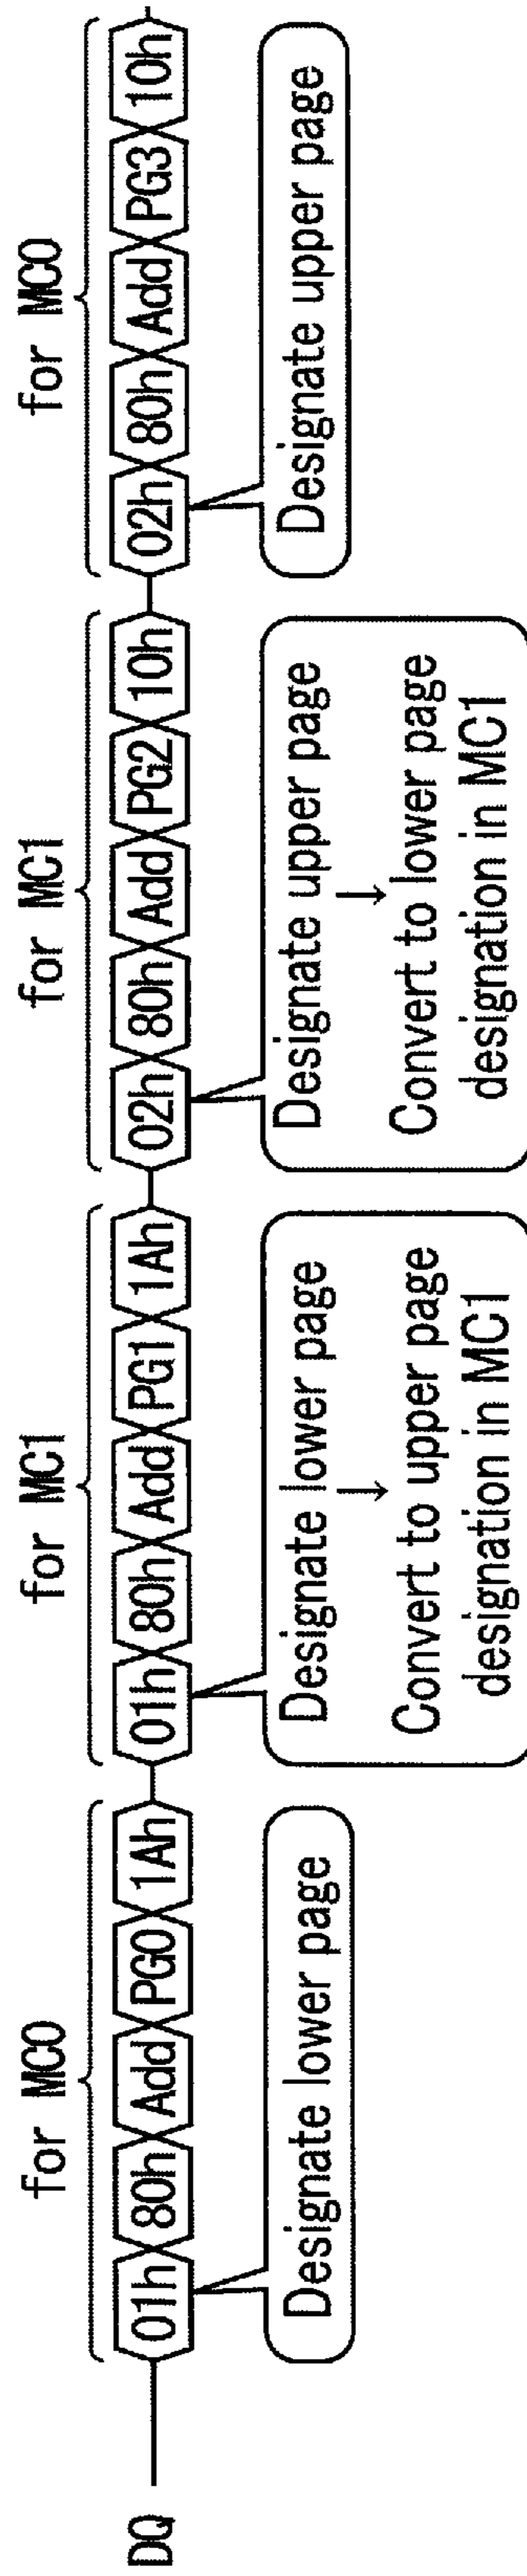 for MC0
for MC1
for MC1
for MC0
DQ
01h 80h Add PG0 1Ah
01h 80h Add PG1 1Ah
02h 80h Add PG2 10h
02h 80h Add PG3 10h
Designate lower page
Designate lower page
↓
Convert to upper page
designation in MC1
Designate upper page
↓
Convert to lower page
designation in MC1
Designate upper page